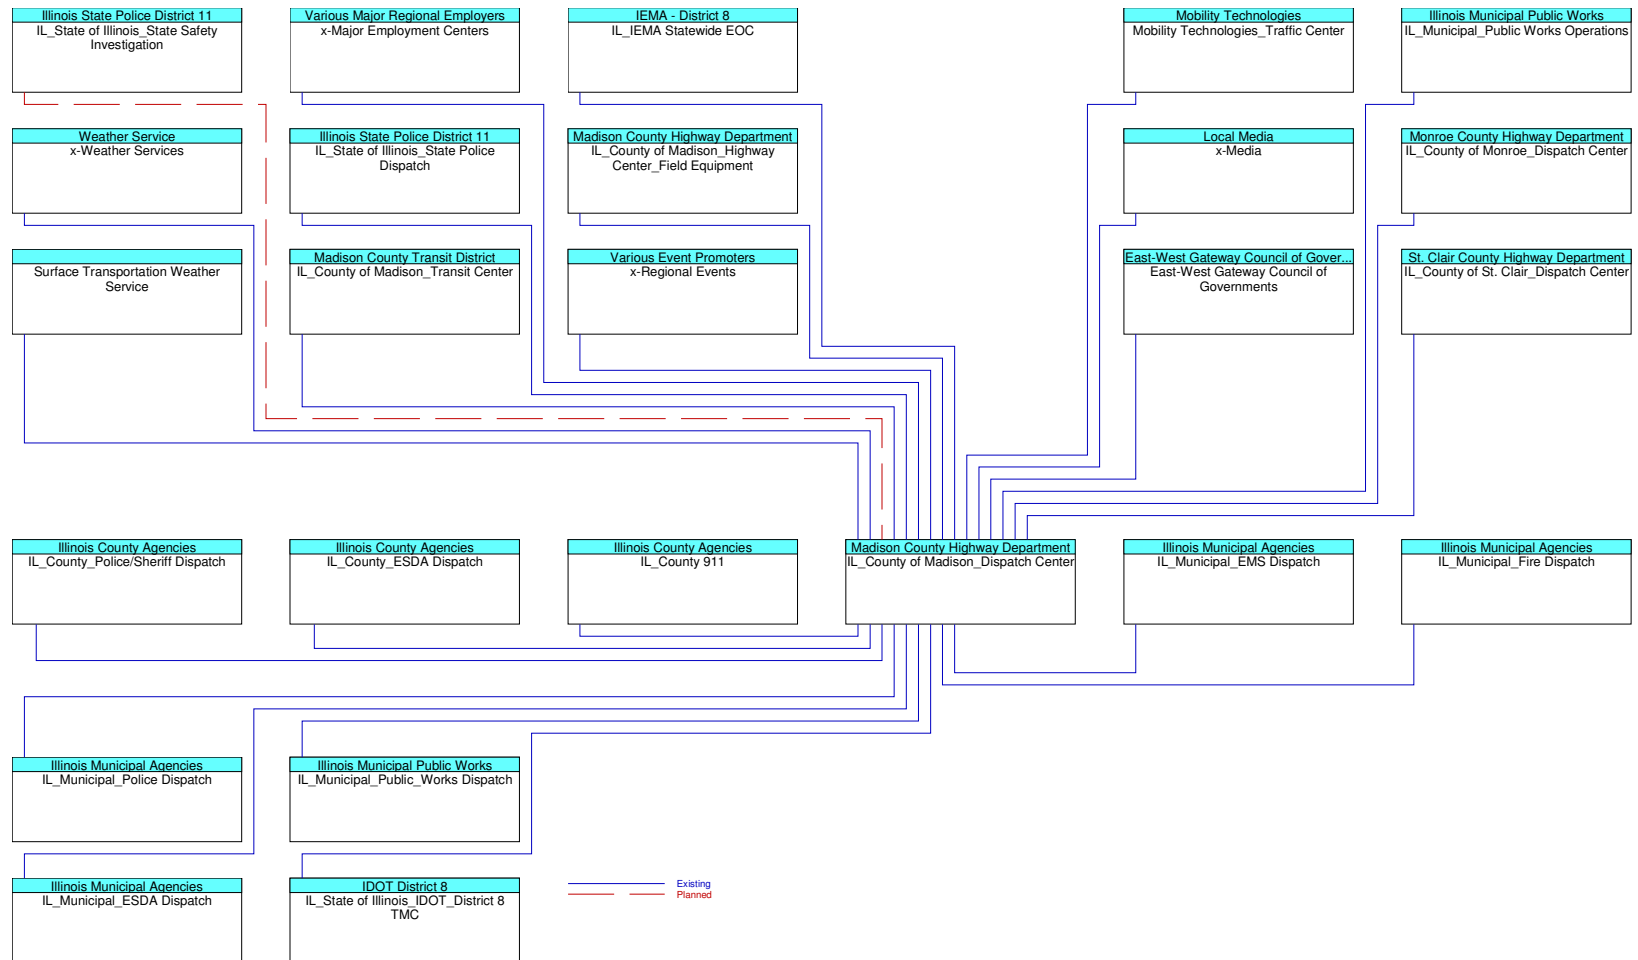 Illinois State Police District 11
IL_State of Illinois_State Safety
Investigation
Various Major Regional Employers
x-Major Employment Centers
IEMA - District 8
IL_IEMA Statewide EOC
Mobility Technologies
Mobility Technologies_Traffic Center
Illinois Municipal Public Works
IL_Municipal_Public Works Operations
Weather Service
x-Weather Services
Illinois State Police District 11
IL_State of Illinois_State Police
Dispatch
Madison County Highway Department
IL_County of Madison_Highway
Center_Field Equipment
Local Media
x-Media
Monroe County Highway Department
IL_County of Monroe_Dispatch Center
Surface Transportation Weather
Service
Madison County Transit District
IL_County of Madison_Transit Center
Various Event Promoters
x-Regional Events
East-West Gateway Council of Gover...
East-West Gateway Council of
Governments
St. Clair County Highway Department
IL_County of St. Clair_Dispatch Center
Illinois County Agencies
IL_County_Police/Sheriff Dispatch
Illinois County Agencies
IL_County_ESDA Dispatch
Illinois County Agencies
IL_County 911
Madison County Highway Department
IL_County of Madison_Dispatch Center
Illinois Municipal Agencies
IL_Municipal_EMS Dispatch
Illinois Municipal Agencies
IL_Municipal_Fire Dispatch
Illinois Municipal Agencies
IL_Municipal_Police Dispatch
Illinois Municipal Public Works
IL_Municipal_Public_Works Dispatch
Illinois Municipal Agencies
IL_Municipal_ESDA Dispatch
IDOT District 8
IL_State of Illinois_IDOT_District 8
TMC
Existing
Planned